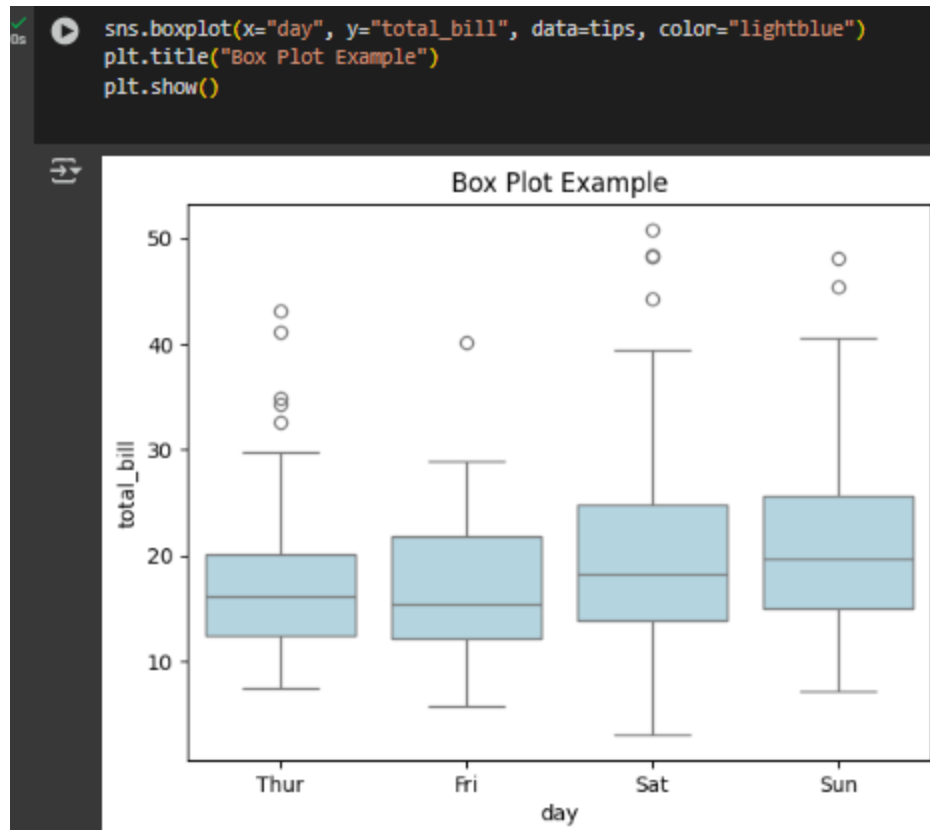 sns.boxplot(x="day", y="total_bill", data=tips, color="lightblue")
0s
plt.title("Box Plot Example")
plt.show()
Box Plot Example
50
40
30
20
10
total_bill
Thur Fri Sat Sun
day